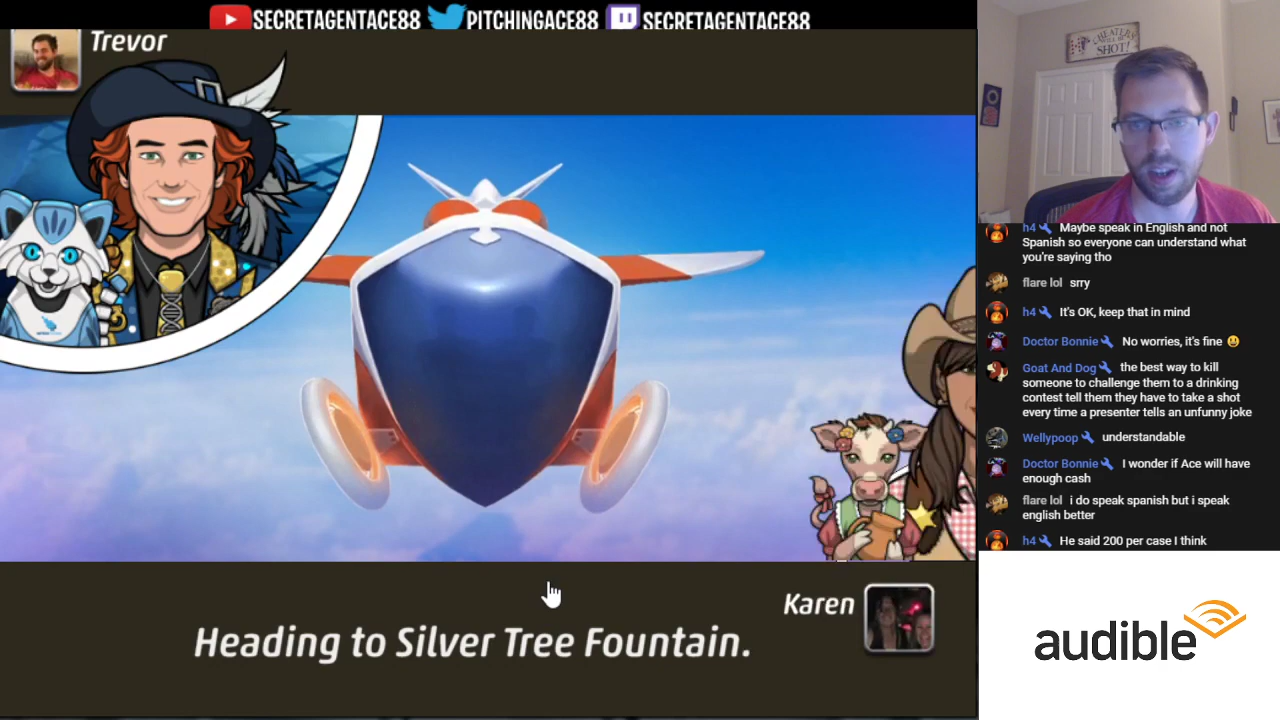 SECRETAGENTACE88 PITCHINGACE88 SECRETAGENTACE88
Trevor
SHOT!
h4 Maybe speak in English and not
Spanish so everyone can understand what
you're saying tho
flare lol srry
h4 It's OK, keep that in mind
Doctor Bonnie No worries, it's fine 😃
Goat And Dog the best way to kill
someone to challenge them to a drinking
contest tell them they have to take a shot
every time a presenter tells an unfunny joke
Wellypoop understandable
Doctor Bonnie I wonder if Ace will have
enough cash
flare lol i do speak spanish but i speak
english better
h4 He said 200 per case I think
Karen
Heading to Silver Tree Fountain.
audible